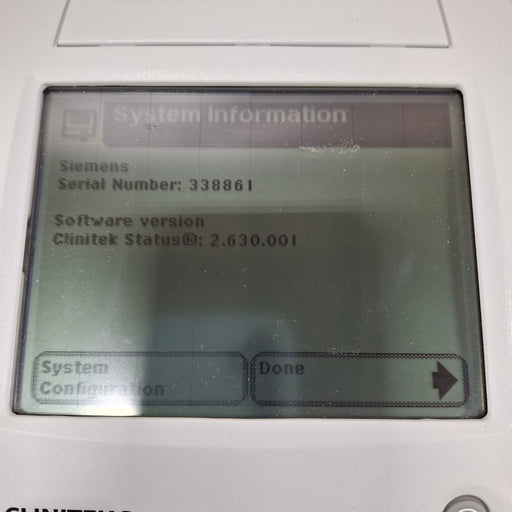 System Information
Siemens
Serial Number: 338861
Software version
Clinitek Status®: 2.630.001
System
Configuration
Done